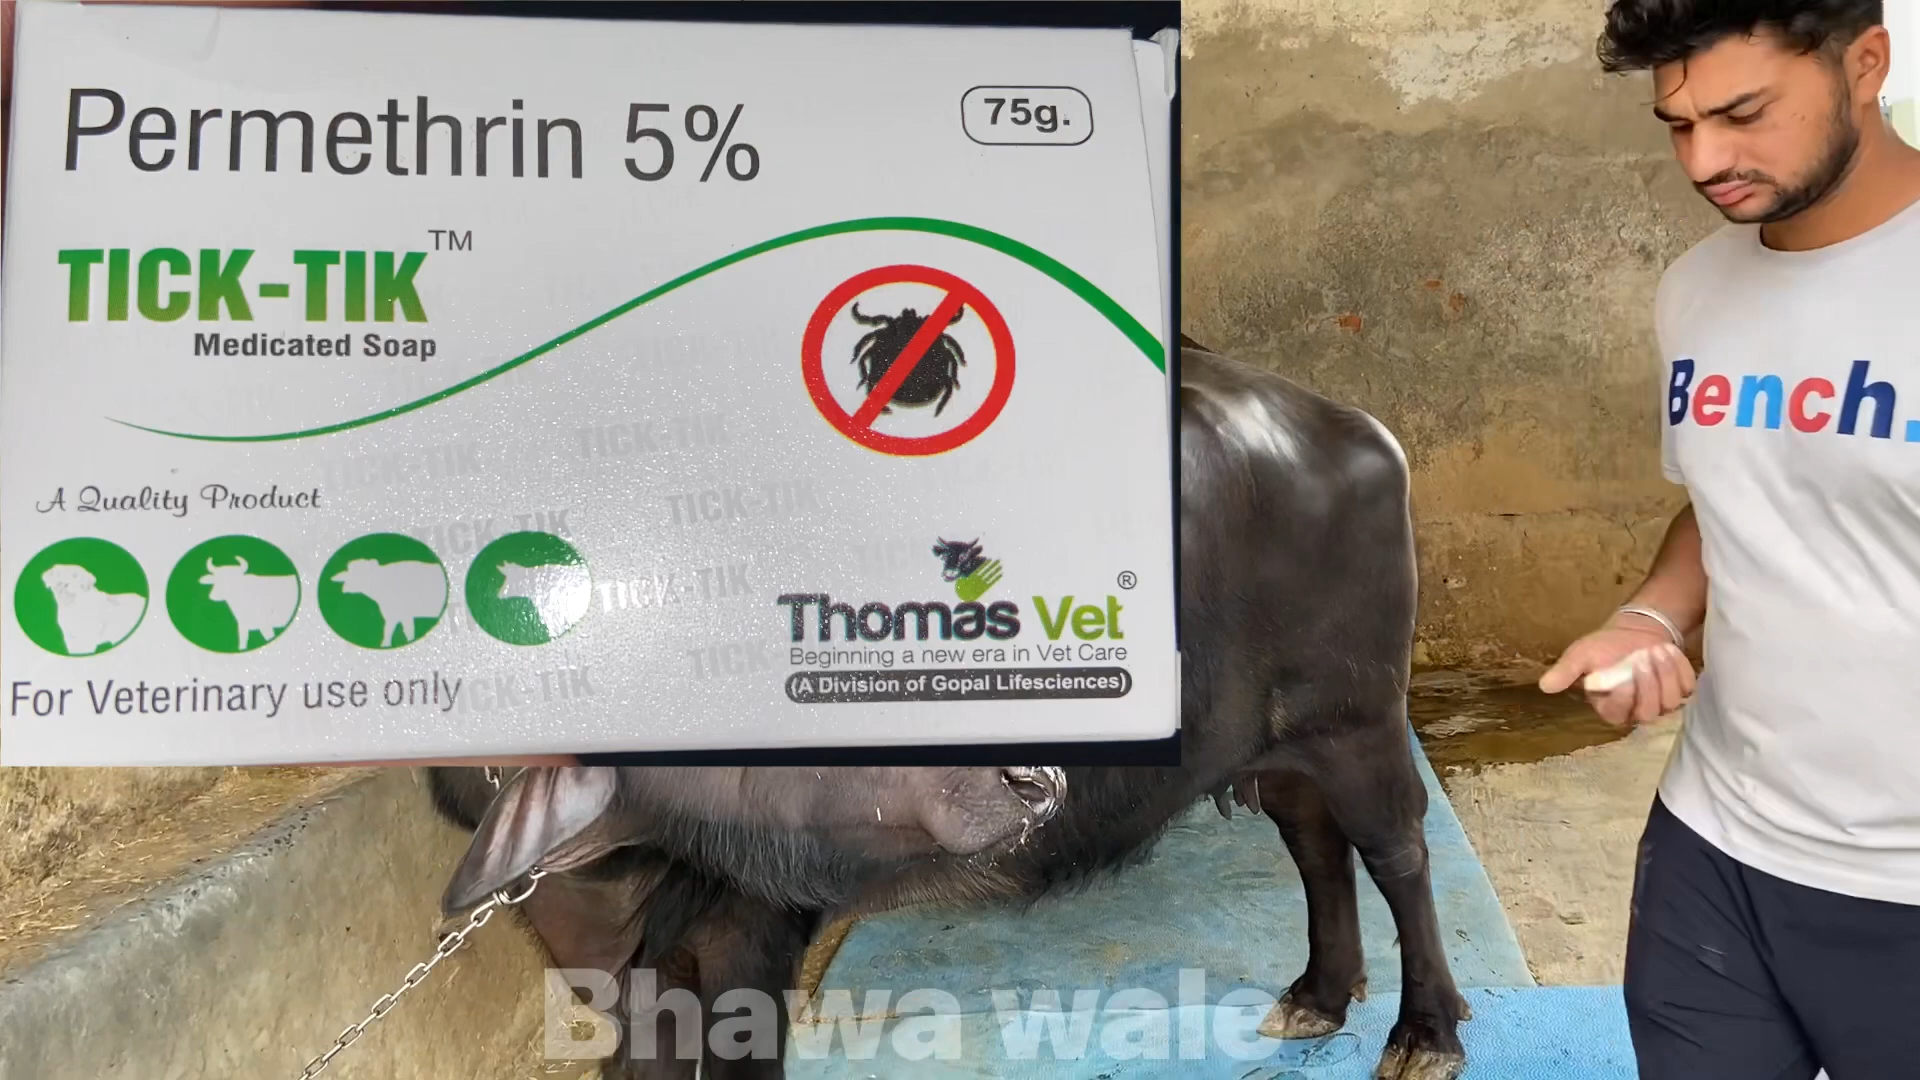 Permethrin 5%
75g.
TICK-TIK™
Medicated Soap
A Quality Product
For Veterinary use only
Thomas Vet®
Beginning a new era in Vet Care
(A Division of Gopal Lifesciences)
Bench.
Bhawa wale